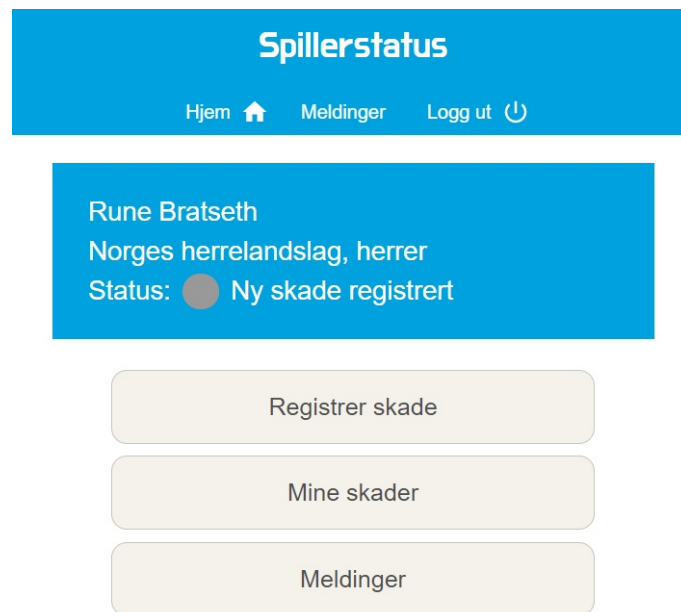 Spillerstatus
Hjem Meldinger Logg ut
Rune Bratseth
Norges herrelandslag, herrer
Status: Ny skade registrert
Registrer skade
Mine skader
Meldinger